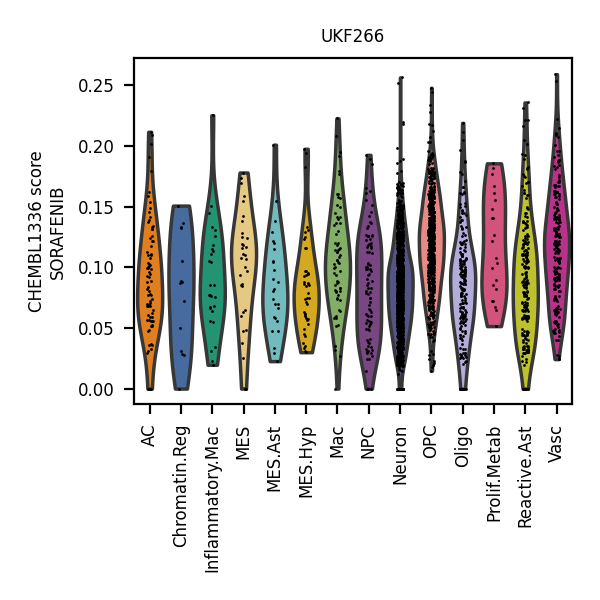 UKF266
CHEMBL1336 score
SORAFENIB
0.25
0.20
0.15
0.10
0.05
0.00
AC
Chromatin.Reg
Inflammatory.Mac
MES
MES.Ast
MES.Hyp
Mac
NPC
Neuron
OPC
Oligo
Prolif.Metab
Reactive.Ast
Vasc